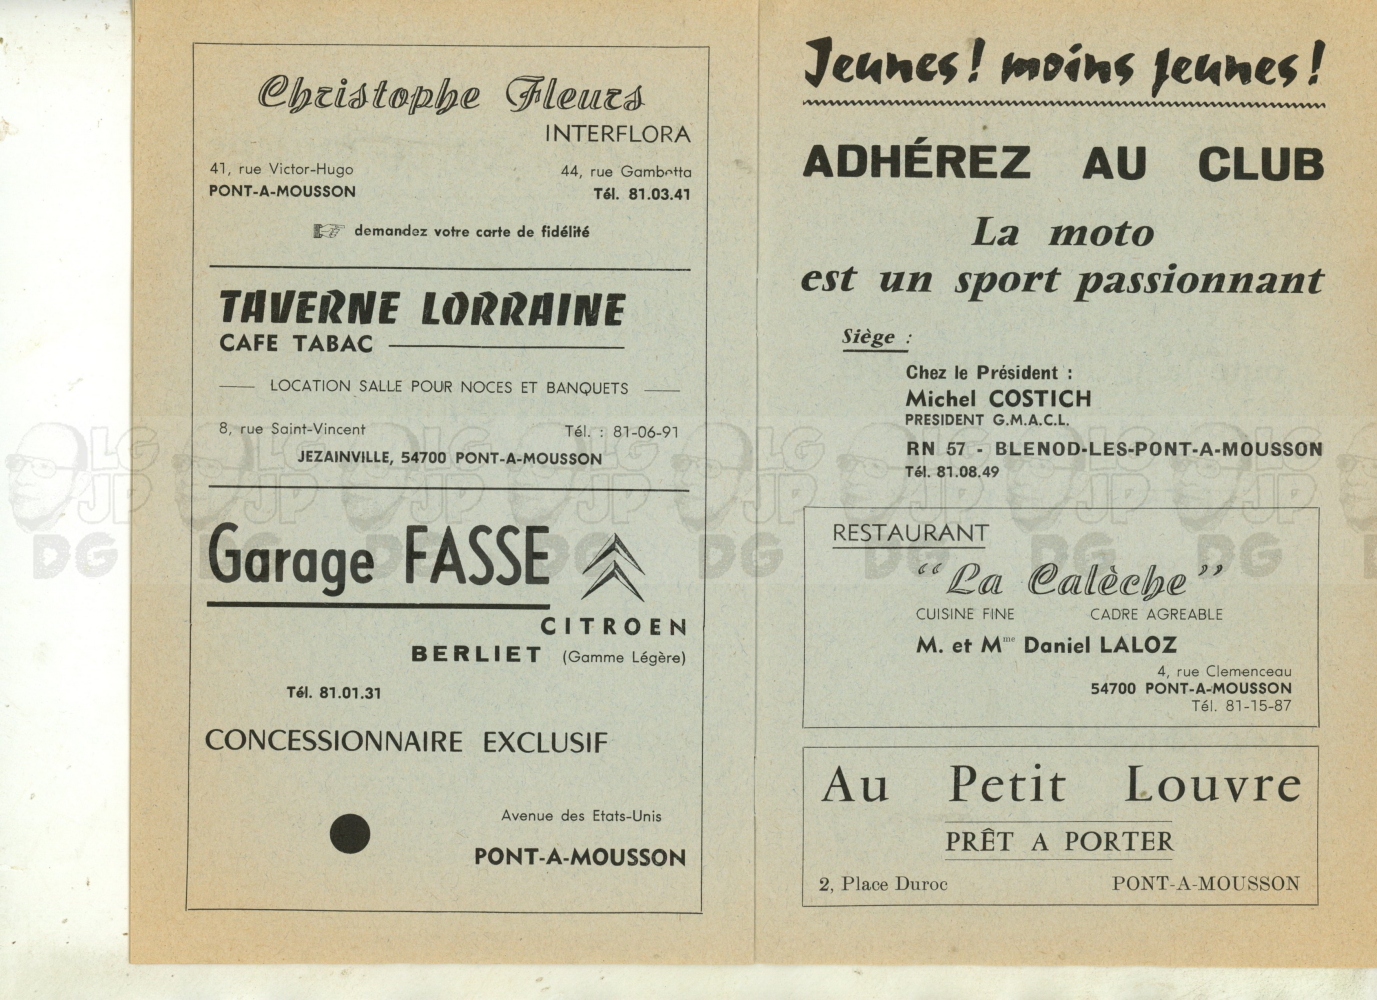 Christophe Fleurs
INTERFLORA
41, rue Victor-Hugo
PONT-A-MOUSSON
44, rue Gambetta
Tél. 81.03.41
demandez votre carte de fidélité
TAVERNE LORRAINE
CAFE TABAC
LOCATION SALLE POUR NOCES ET BANQUETS
8, rue Saint-Vincent
Tél. : 81-06-91
JEZAINVILLE, 54700 PONT-A-MOUSSON
Garage FASSE
CITROEN
BERLIET (Gamme Légère)
Tél. 81.01.31
CONCESSIONNAIRE EXCLUSIF
Avenue des Etats-Unis
PONT-A-MOUSSON
Jeunes ! moins jeunes !
ADHÉREZ AU CLUB
La moto
est un sport passionnant
Siège :
Chez le Président :
Michel COSTICH
PRESIDENT G.M.A.C.L.
RN 57 - BLENOD-LES-PONT-A-MOUSSON
Tél. 81.08.49
RESTAURANT
“La Calèche”
CUISINE FINE CADRE AGREABLE
M. et Mme Daniel LALOZ
4, rue Clemenceau
54700 PONT-A-MOUSSON
Tél. 81-15-87
Au Petit Louvre
PRÊT A PORTER
2, Place Duroc PONT-A-MOUSSON